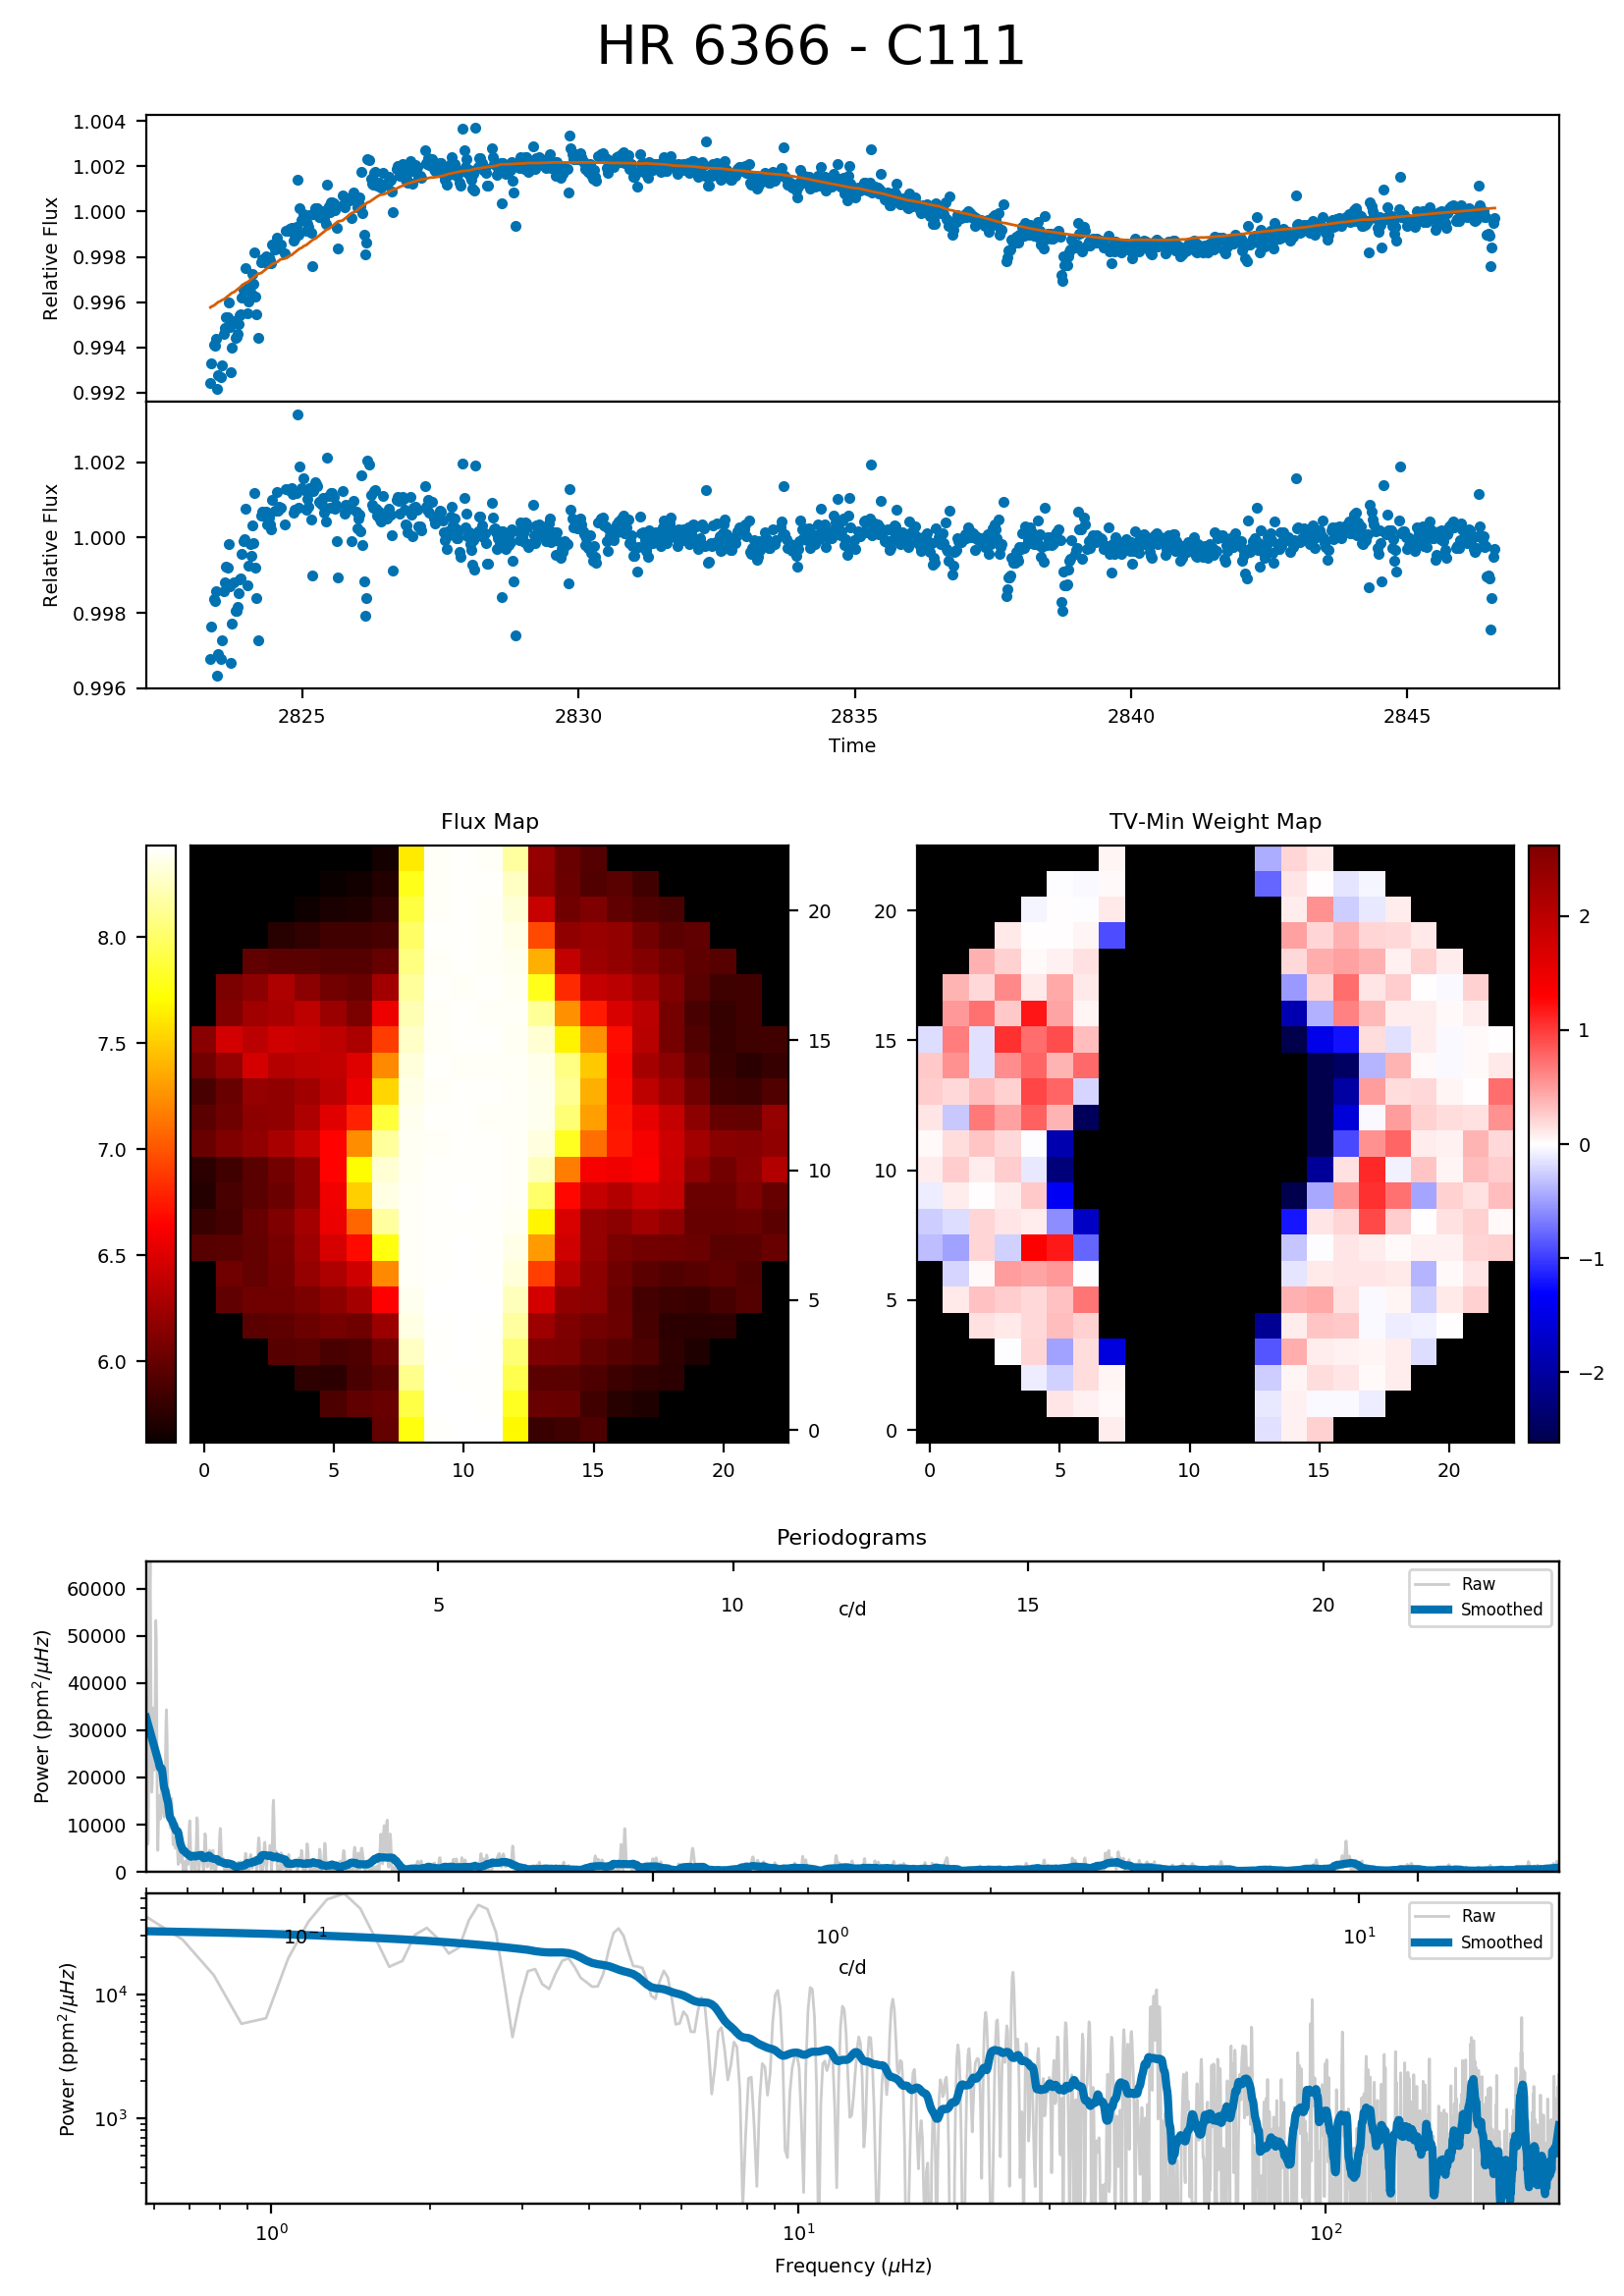 HR 6366 - C111
1.004
1.002
1.000
0.998
0.996
0.994
0.992
Relative Flux
1.002
1.000
0.998
0.996
Relative Flux
2825 2830 2835 2840 2845
Time
Flux Map
TV-Min Weight Map
8.0
7.5
7.0
6.5
6.0
20
15
10
5
0
0 5 10 15 20
20
15
10
5
0
0 5 10 15 20
2
1
0
−1
−2
Periodograms
60000
50000
40000
30000
20000
10000
0
Power (ppm²/μHz)
5 10 15 20
c/d
Raw
Smoothed
10⁻¹ 10⁰ 10¹
c/d
Raw
Smoothed
10⁴
10³
Power (ppm²/μHz)
10⁰ 10¹ 10²
Frequency (μHz)